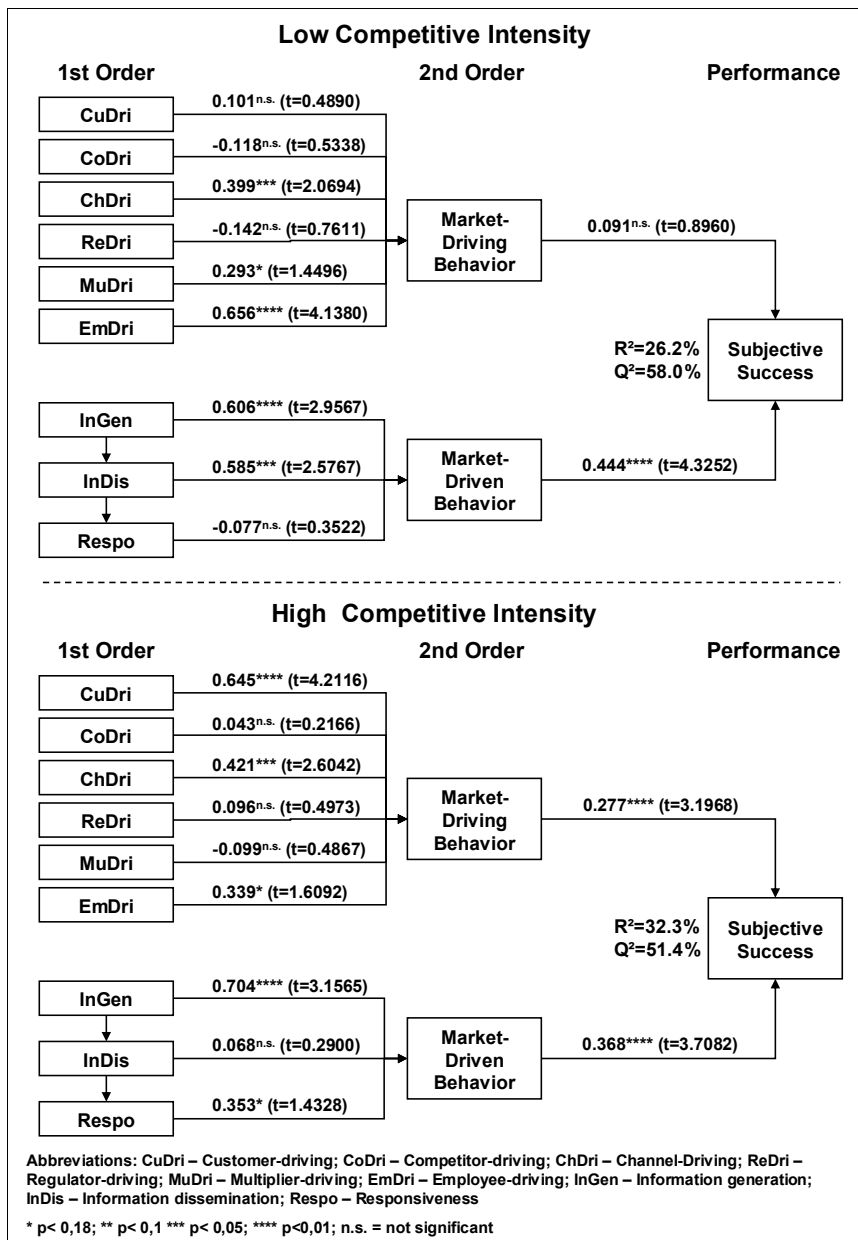 Low Competitive Intensity
1st Order 2nd Order Performance
CuDri 0.101n.s. (t=0.4890)
CoDri -0.118n.s. (t=0.5338)
ChDri 0.399*** (t=2.0694)
ReDri -0.142n.s. (t=0.7611)
MuDri 0.293* (t=1.4496)
EmDri 0.656**** (t=4.1380)
Market-
Driving
Behavior
0.091n.s. (t=0.8960)
R²=26.2%
Q²=58.0%
Subjective
Success
InGen 0.606**** (t=2.9567)
InDis 0.585*** (t=2.5767)
Respo -0.077n.s. (t=0.3522)
Market-
Driven
Behavior
0.444**** (t=4.3252)
High Competitive Intensity
1st Order 2nd Order Performance
CuDri 0.645**** (t=4.2116)
CoDri 0.043n.s. (t=0.2166)
ChDri 0.421*** (t=2.6042)
ReDri 0.096n.s. (t=0.4973)
MuDri -0.099n.s. (t=0.4867)
EmDri 0.339* (t=1.6092)
Market-
Driving
Behavior
0.277**** (t=3.1968)
R²=32.3%
Q²=51.4%
Subjective
Success
InGen 0.704**** (t=3.1565)
InDis 0.068n.s. (t=0.2900)
Respo 0.353* (t=1.4328)
Market-
Driven
Behavior
0.368**** (t=3.7082)
Abbreviations: CuDri – Customer-driving; CoDri – Competitor-driving; ChDri – Channel-Driving; ReDri –
Regulator-driving; MuDri – Multiplier-driving; EmDri – Employee-driving; InGen – Information generation;
InDis – Information dissemination; Respo – Responsiveness
* p< 0,18; ** p< 0,1 *** p< 0,05; **** p<0,01; n.s. = not significant